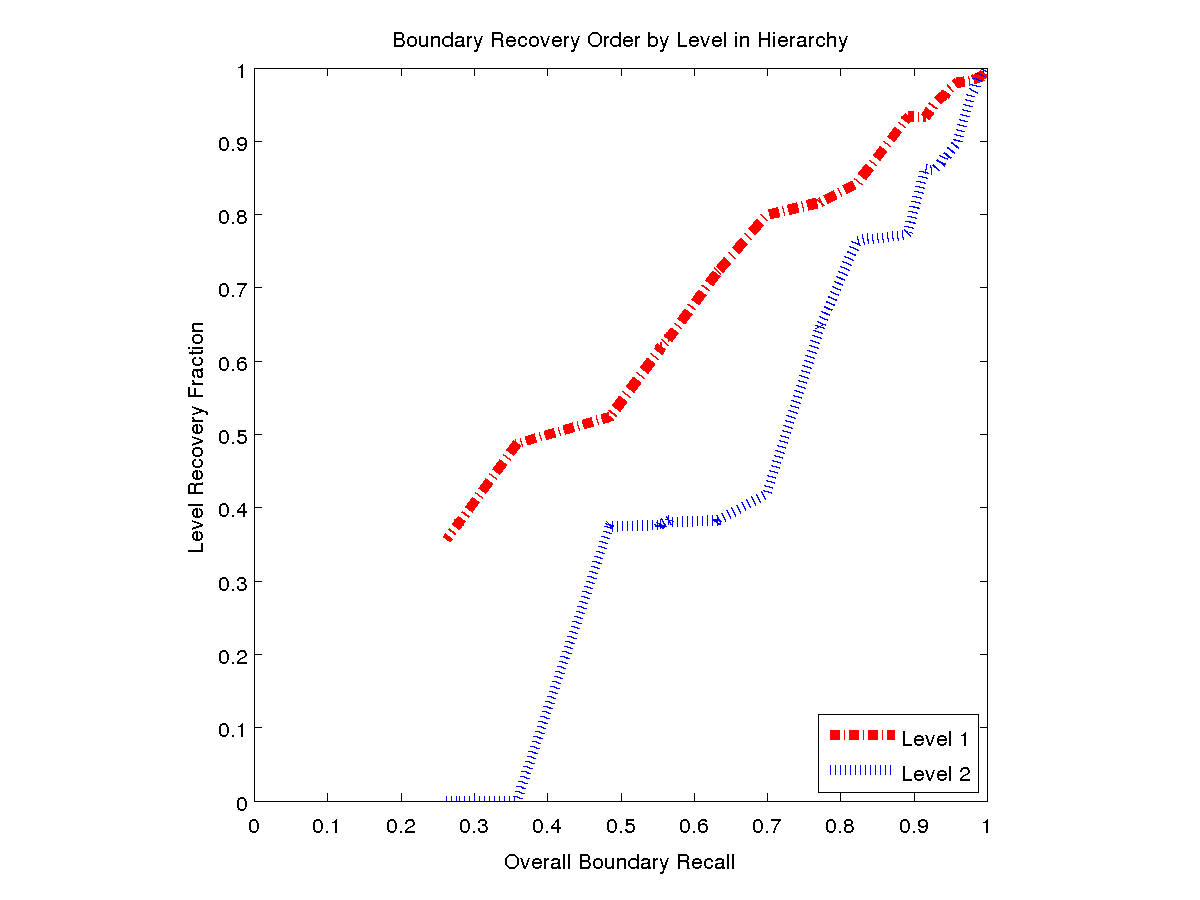 Boundary Recovery Order by Level in Hierarchy
1
0.9
0.8
0.7
0.6
0.5
0.4
0.3
0.2
0.1
0
Level Recovery Fraction
Level 1
Level 2
0 0.1 0.2 0.3 0.4 0.5 0.6 0.7 0.8 0.9 1
Overall Boundary Recall